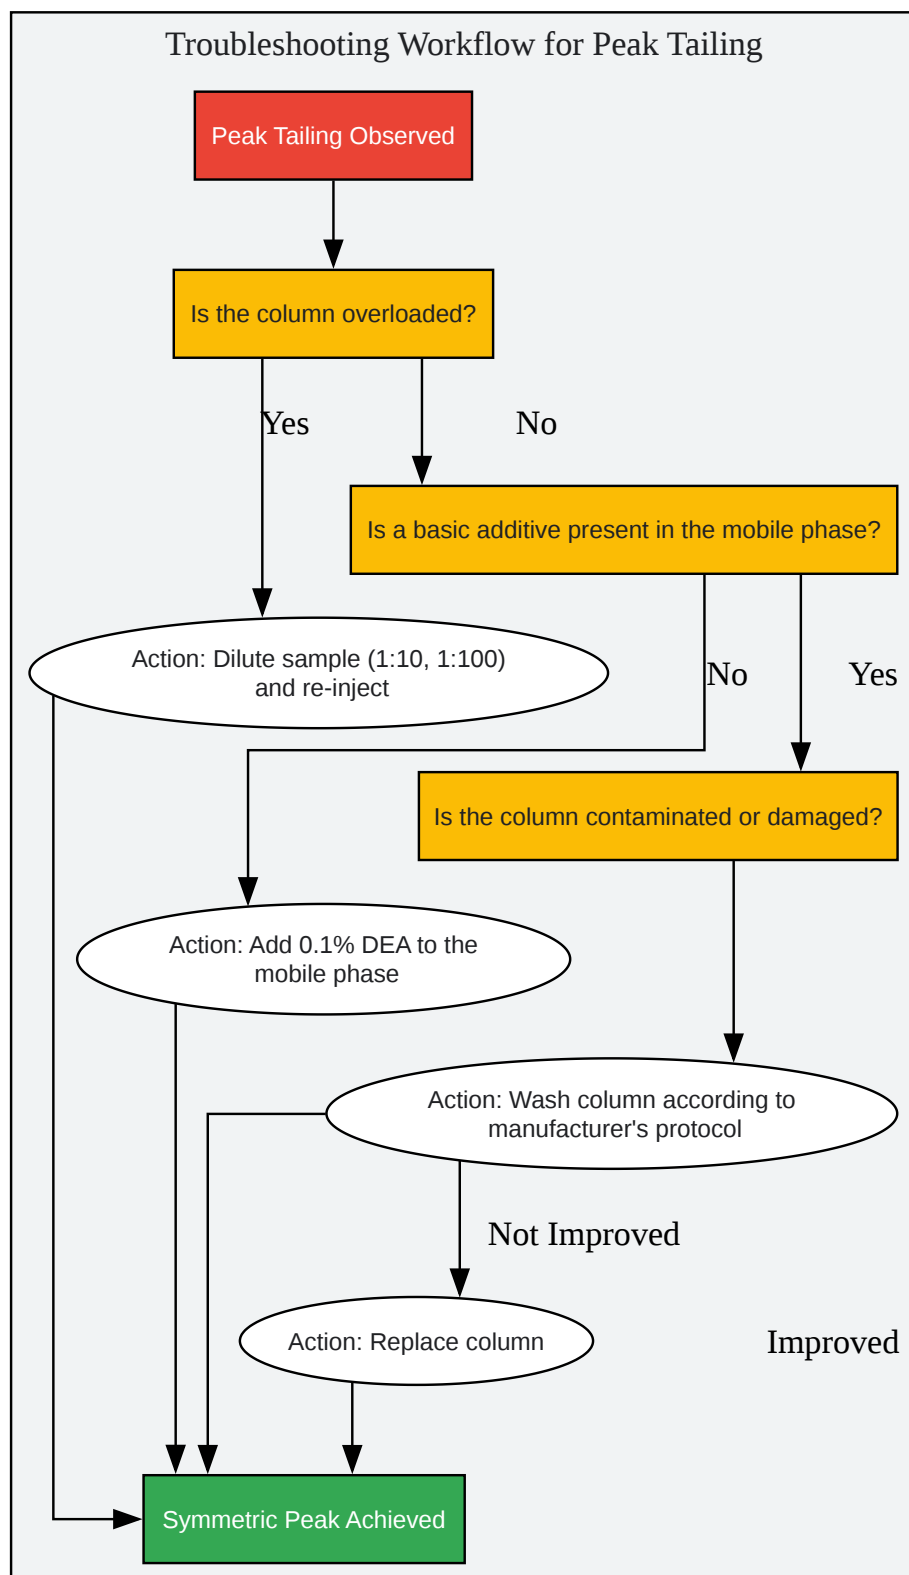 Troubleshooting Workflow for Peak Tailing
Peak Tailing Observed
Is the column overloaded?
Yes
No
Is a basic additive present in the mobile phase?
Action: Dilute sample (1:10, 1:100)
and re-inject
No
Yes
Is the column contaminated or damaged?
Action: Add 0.1% DEA to the
mobile phase
Action: Wash column according to
manufacturer's protocol
Not Improved
Action: Replace column
Improved
Symmetric Peak Achieved